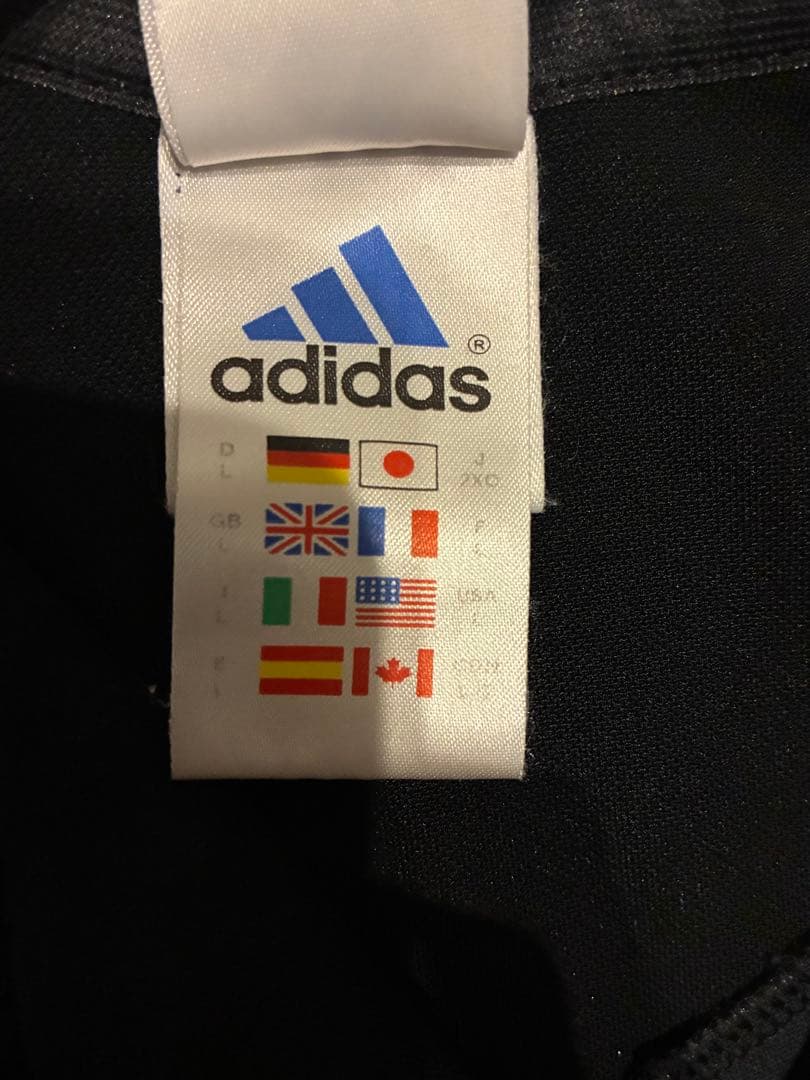 adidas ®
D J
L 2XO
GB F
L L
I USA
L L
E CDN
L L/G